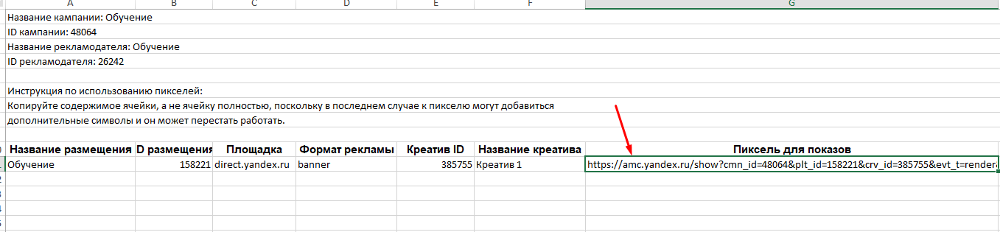 A B C D E F G
Название кампании: Обучение
ID кампании: 48064
Название рекламодателя: Обучение
ID рекламодателя: 26242
Инструкция по использованию пикселей:
Копируйте содержимое ячейки, а не ячейку полностью, поскольку в последнем случае к пикселю могут добавиться
дополнительные символы и он может перестать работать.
Название размещения D размещения Площадка Формат рекламы Креатив ID Название креатива Пиксель для показов
Обучение 158221 direct.yandex.ru banner 385755 Креатив 1 https://amc.yandex.ru/show?cmn_id=48064&plt_id=158221&crv_id=385755&evt_t=render&